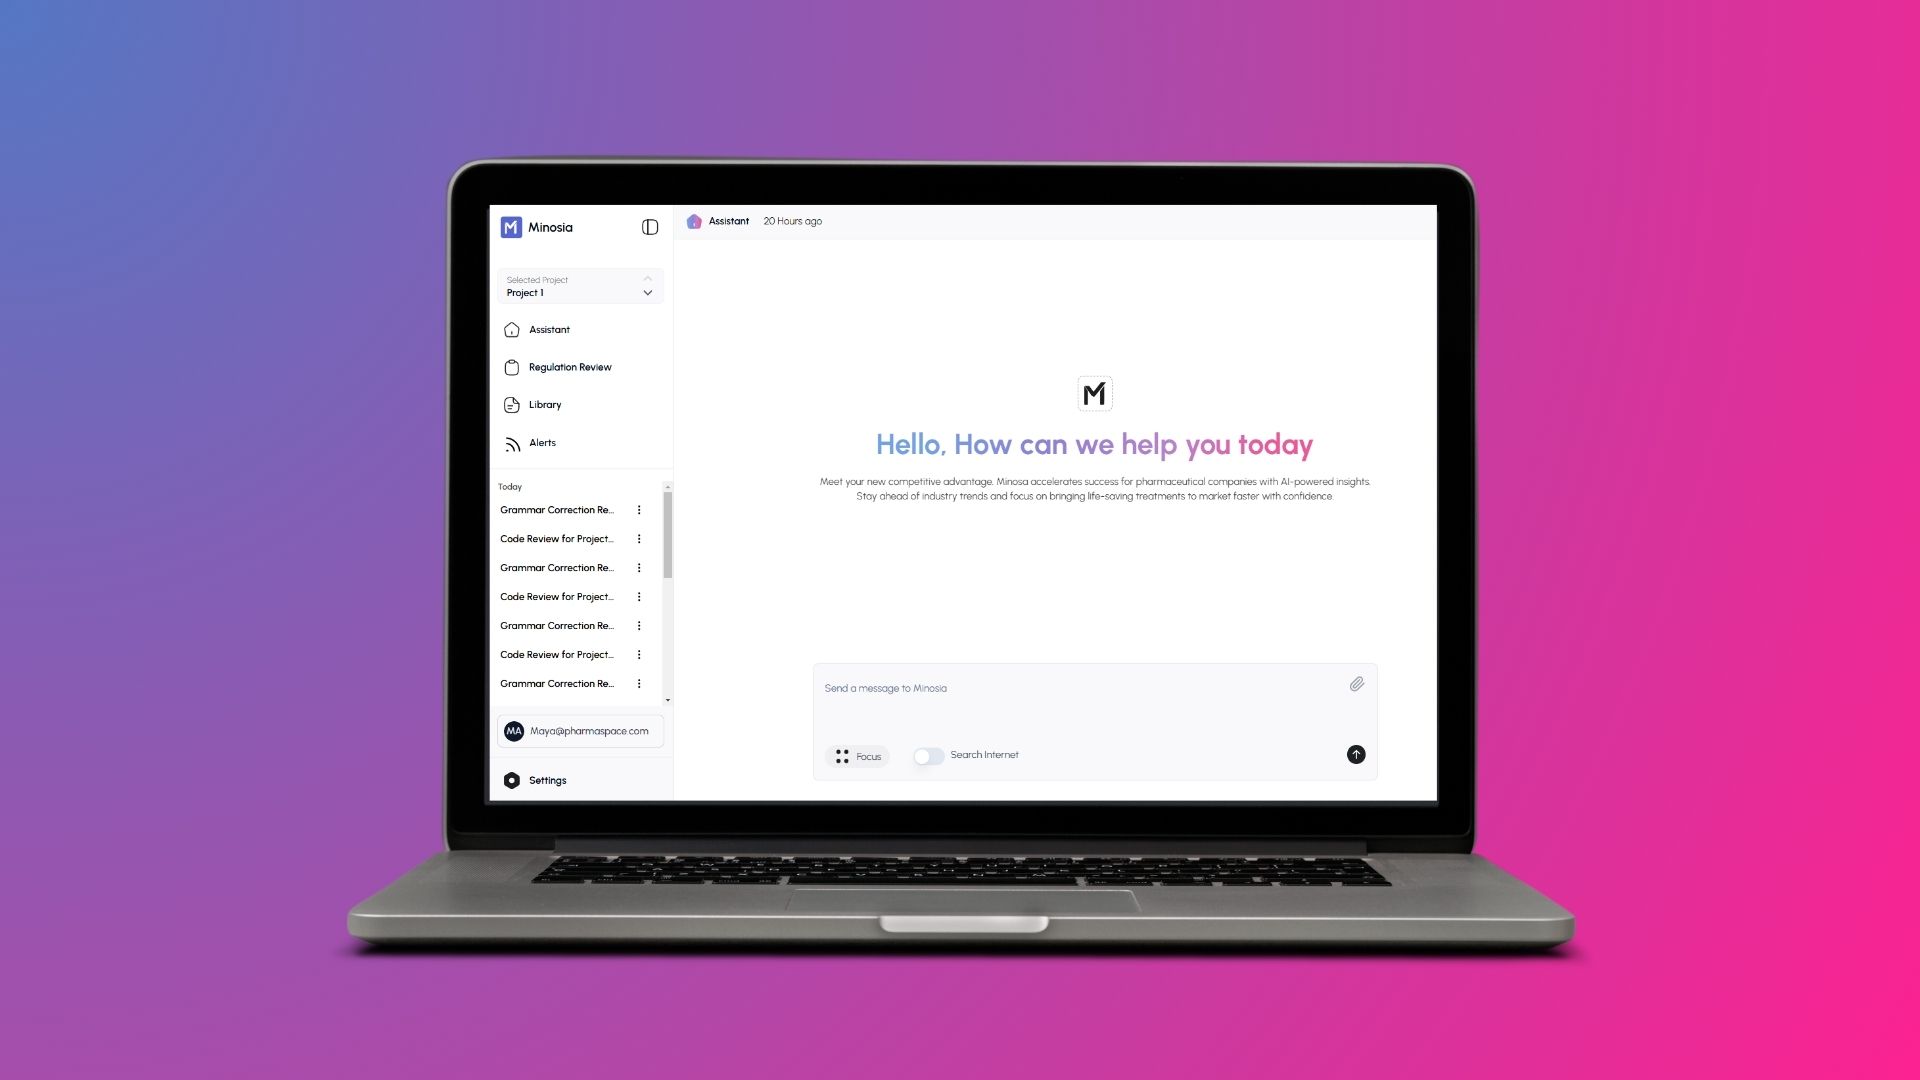 Minosia
Selected Project
Project 1
Assistant
Regulation Review
Library
Alerts
Today
Grammar Correction Re...
Code Review for Project...
Grammar Correction Re...
Code Review for Project...
Grammar Correction Re...
Code Review for Project...
Grammar Correction Re...
MA Maya@pharmaspace.com
Settings
Assistant 20 Hours ago
M
Hello, How can we help you today
Meet your new competitive advantage. Minosa accelerates success for pharmaceutical companies with AI-powered insights.
Stay ahead of industry trends and focus on bringing life-saving treatments to market faster with confidence.
Send a message to Minosia
Focus Search Internet